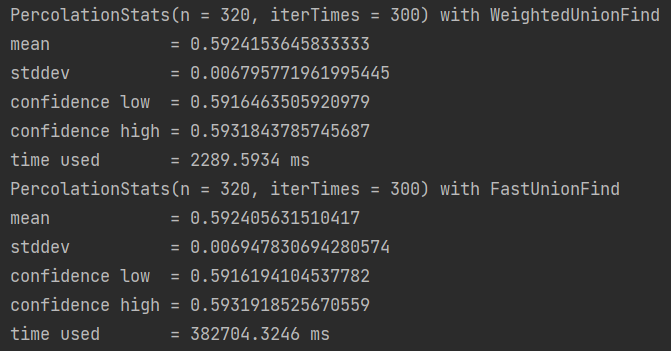 PercolationStats(n = 320, iterTimes = 300) with WeightedUnionFind
mean            = 0.5924153645833333
stddev          = 0.006795771961995445
confidence low  = 0.5916463505920979
confidence high = 0.5931843785745687
time used       = 2289.5934 ms
PercolationStats(n = 320, iterTimes = 300) with FastUnionFind
mean            = 0.592405631510417
stddev          = 0.006947830694280574
confidence low  = 0.5916194104537782
confidence high = 0.5931918525670559
time used       = 382704.3246 ms